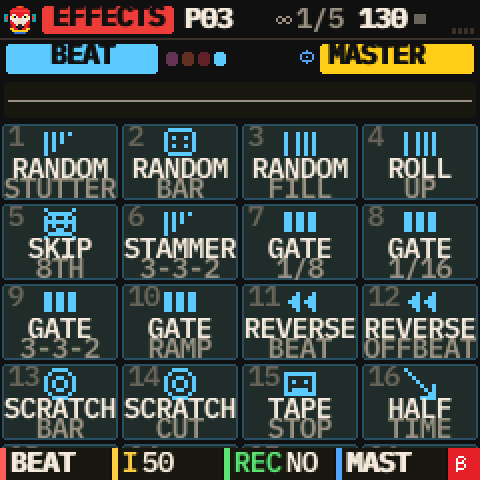 EFFECTS P03 ∞1/5 130
BEAT MASTER
1 2 3 4
RANDOM RANDOM RANDOM ROLL
STUTTER BAR FILL UP
5 6 7 8
SKIP STAMMER GATE GATE
8TH 3-3-2 1/8 1/16
9 10 11 12
GATE GATE REVERSE REVERSE
3-3-2 RAMP BEAT OFFBEAT
13 14 15 16
SCRATCH SCRATCH TAPE HALF
BAR CUT STOP TIME
BEAT I50 REC NO MAST β